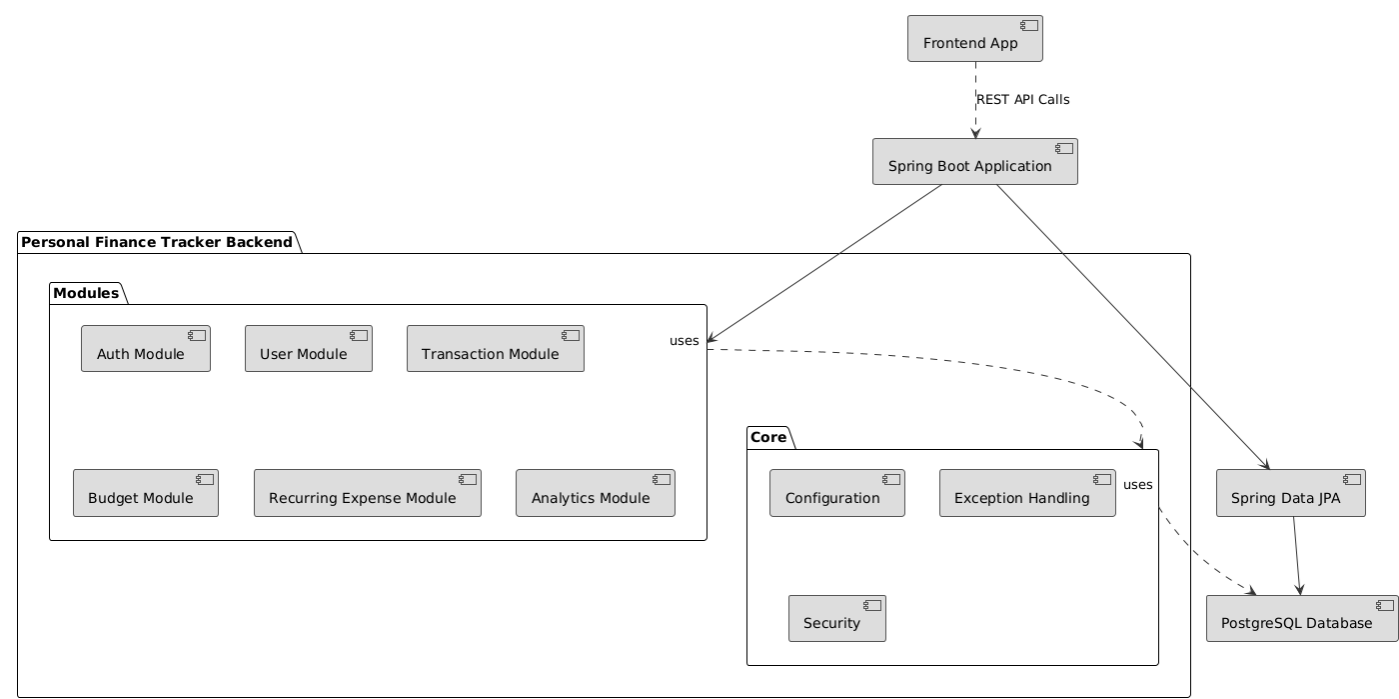 Frontend App
REST API Calls
Spring Boot Application
Personal Finance Tracker Backend
Modules
Auth Module
User Module
Transaction Module
uses
Core
Budget Module
Recurring Expense Module
Analytics Module
Configuration
Exception Handling
uses
Spring Data JPA
Security
PostgreSQL Database